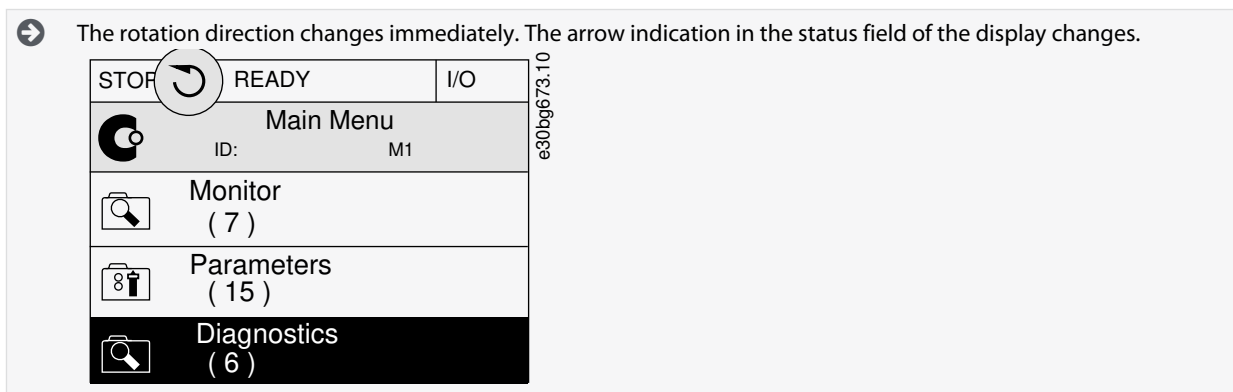 The rotation direction changes immediately. The arrow indication in the status field of the display changes.
STOP READY I/O
Main Menu
ID: M1
Monitor
( 7 )
Parameters
( 15 )
Diagnostics
( 6 )
e30bg673.10